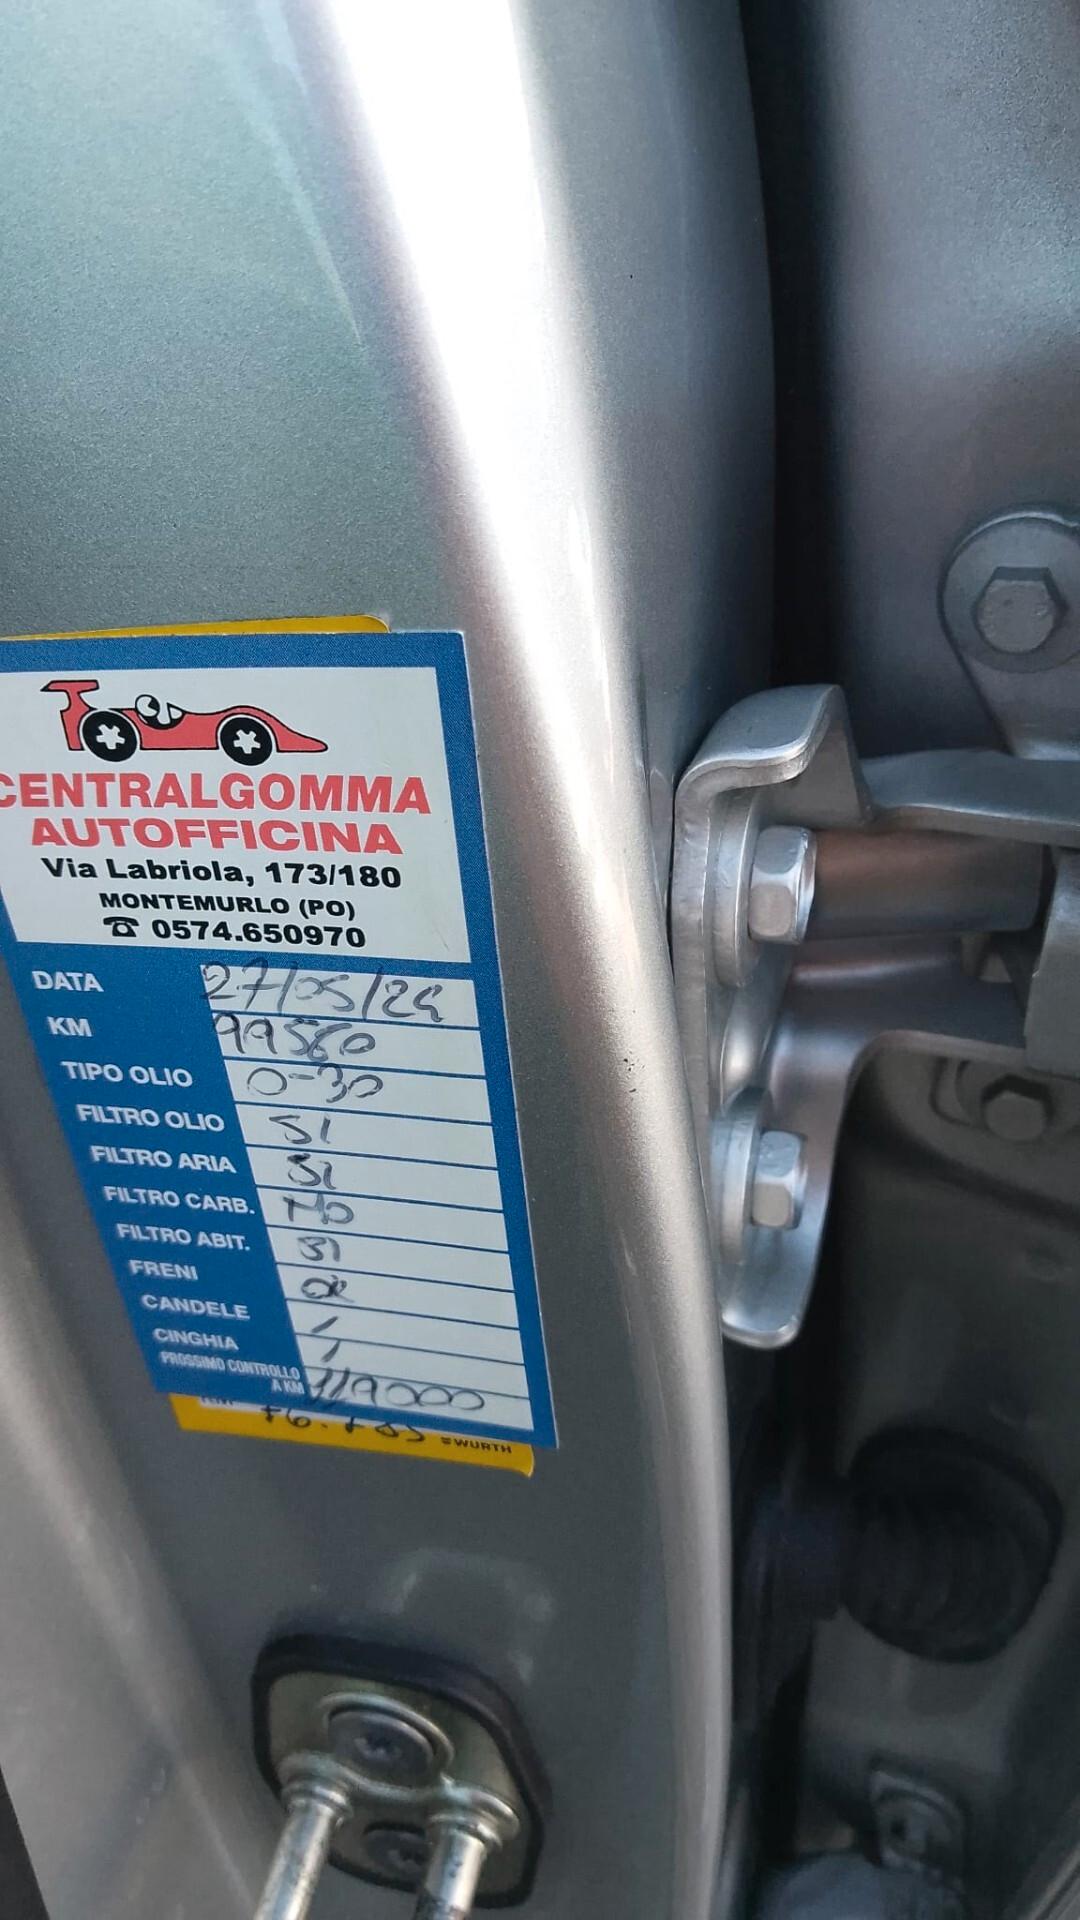 CENTRALGOMMA
AUTOFFICINA
Via Labriola, 173/180
MONTEMURLO (PO)
☎ 0574.650970
DATA 27/05/24
KM 99560
TIPO OLIO 0-30
FILTRO OLIO SI
FILTRO ARIA SI
FILTRO CARB. NO
FILTRO ABIT. SI
FRENI OK
CANDELE /
CINGHIA /
PROSSIMO CONTROLLO
A KM 119000
WÜRTH